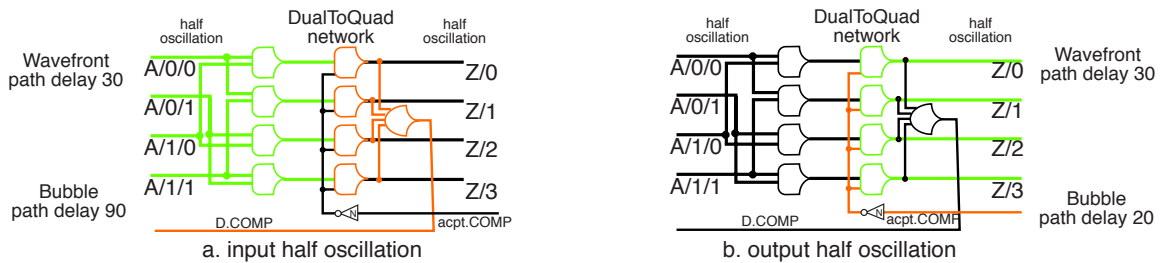 half
oscillation
DualToQuad
network
half
oscillation
Wavefront
path delay 30
Bubble
path delay 90
A/0/0
A/0/1
A/1/0
A/1/1
Z/0
Z/1
Z/2
Z/3
N
D.COMP
acpt.COMP
a. input half oscillation
half
oscillation
DualToQuad
network
half
oscillation
A/0/0
A/0/1
A/1/0
A/1/1
Z/0
Z/1
Z/2
Z/3
Wavefront
path delay 30
Bubble
path delay 20
N
D.COMP
acpt.COMP
b. output half oscillation